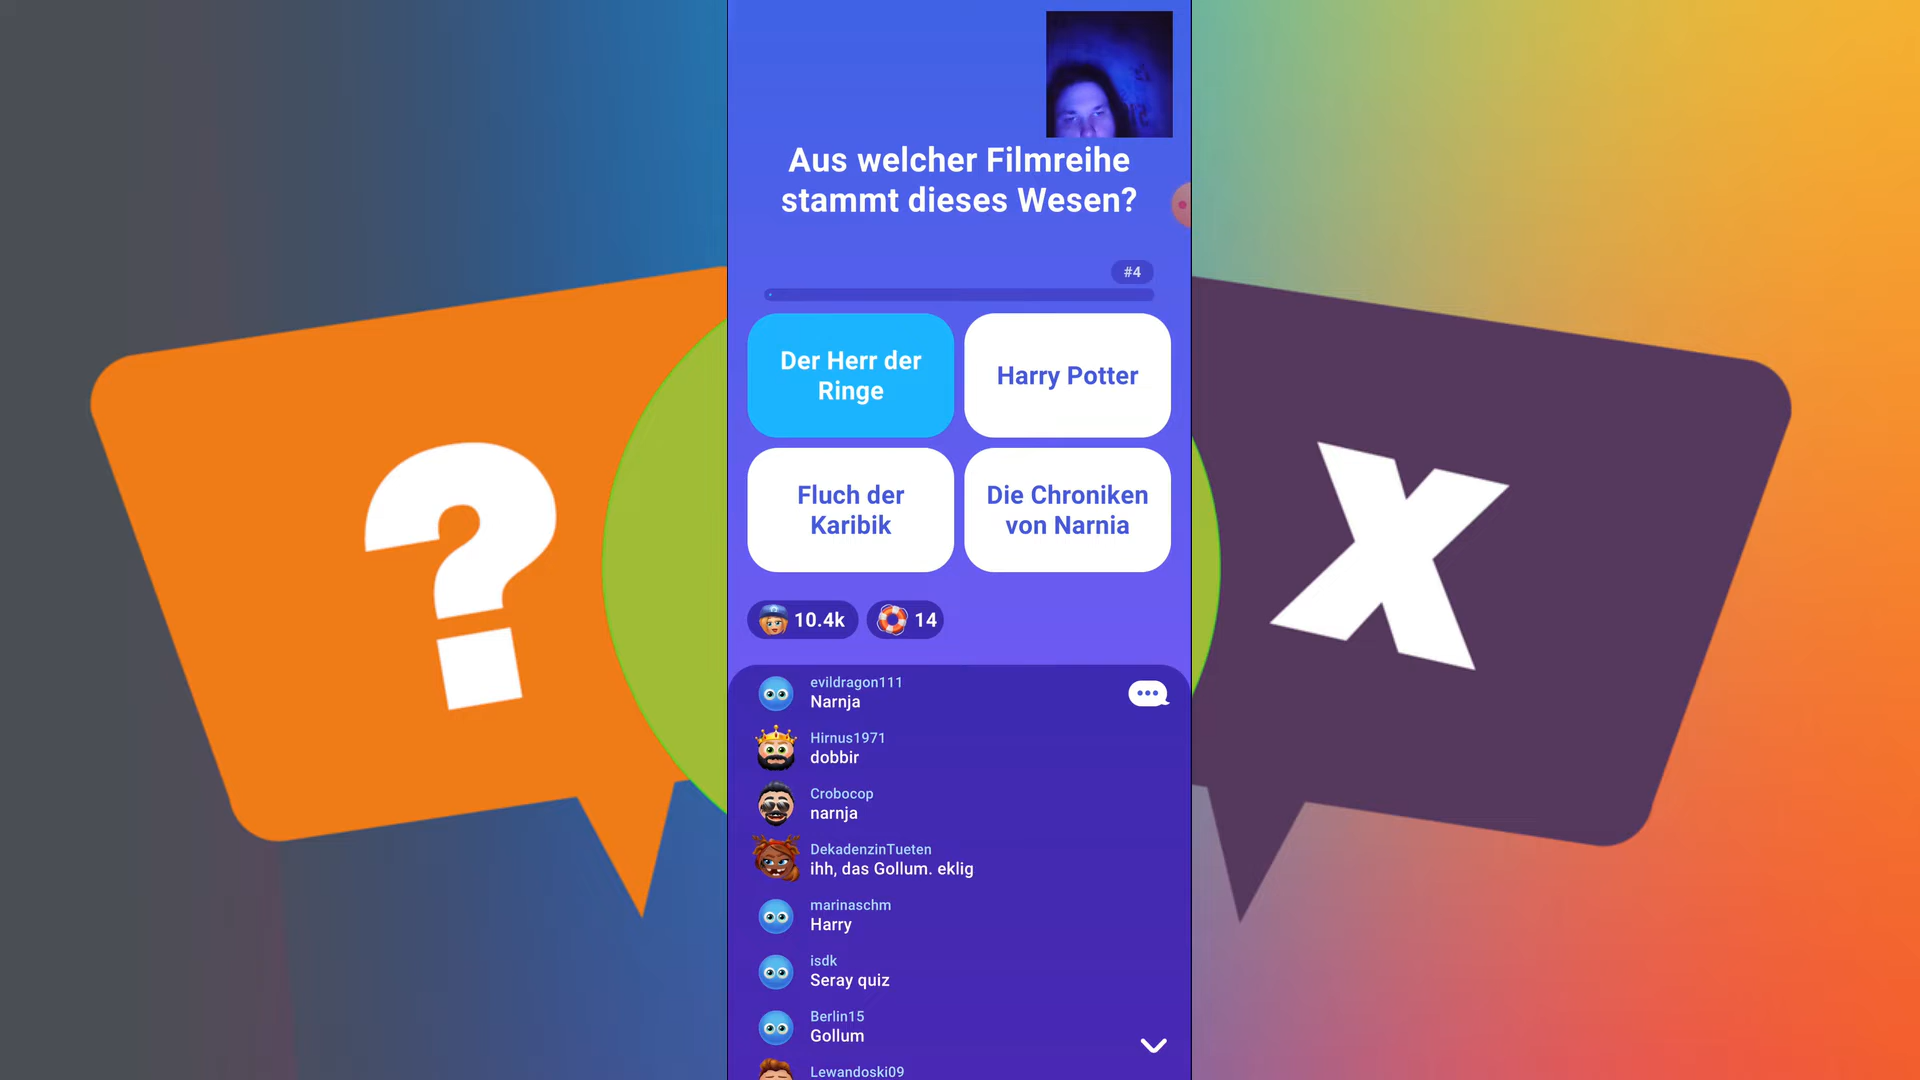 Aus welcher Filmreihe
stammt dieses Wesen?
#4
Der Herr der
Ringe
Harry Potter
Fluch der
Karibik
Die Chroniken
von Narnia
10.4k
14
evildragon111
Narnja
Hirnus1971
dobbir
Crobocop
narnja
DekadenzinTueten
ihh, das Gollum. eklig
marinaschm
Harry
isdk
Seray quiz
Berlin15
Gollum
Lewandoski09
?
X